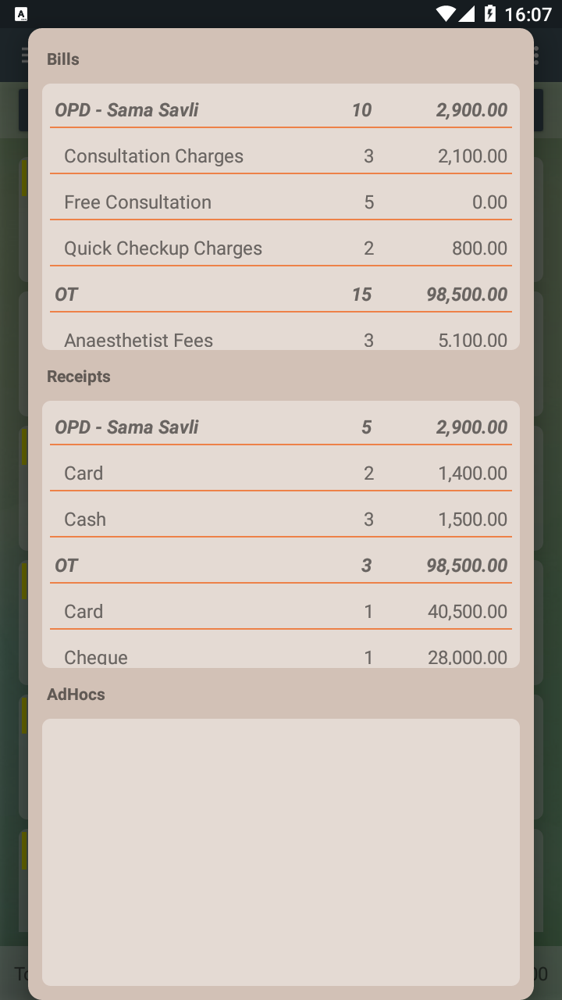 A
16:07
Bills
OPD - Sama Savli 10 2,900.00
Consultation Charges 3 2,100.00
Free Consultation 5 0.00
Quick Checkup Charges 2 800.00
OT 15 98,500.00
Anaesthetist Fees 3 5,100.00
Receipts
OPD - Sama Savli 5 2,900.00
Card 2 1,400.00
Cash 3 1,500.00
OT 3 98,500.00
Card 1 40,500.00
Cheque 1 28,000.00
AdHocs